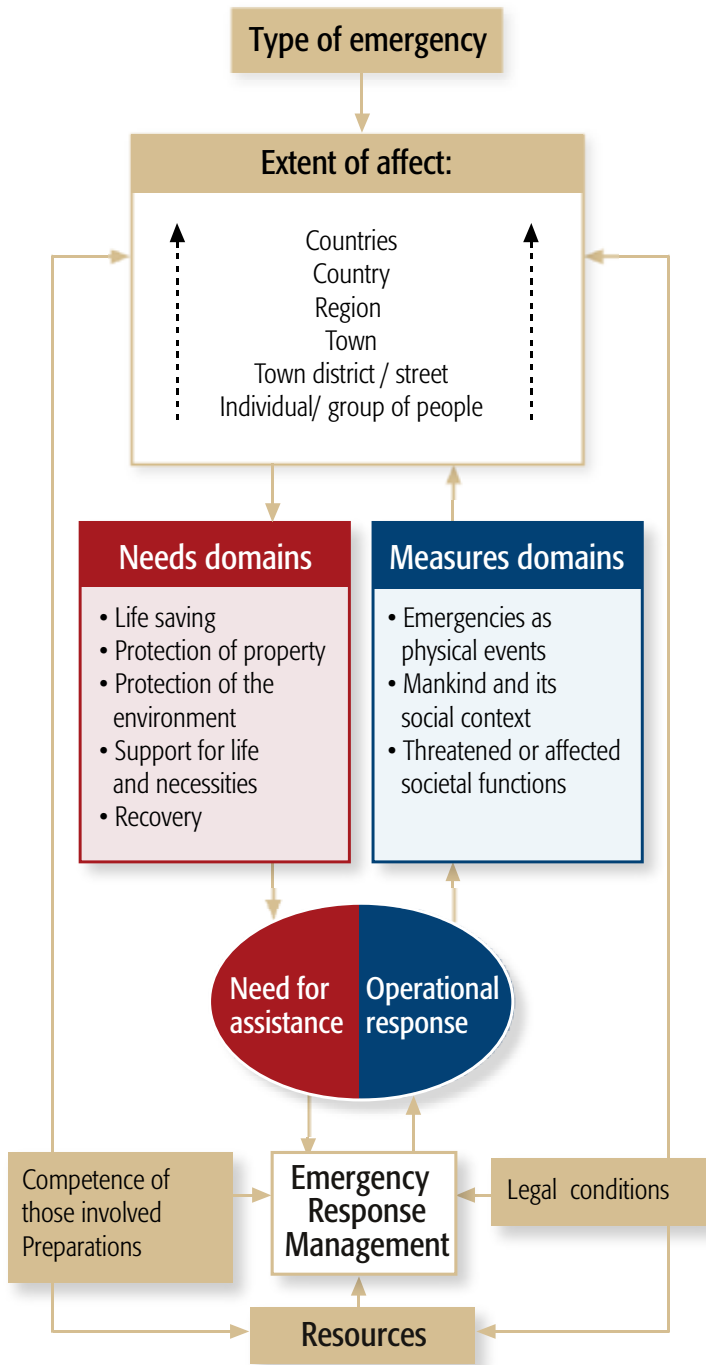 Type of emergency
Extent of affect:
Countries
Country
Region
Town
Town district / street
Individual/ group of people
Needs domains
• Life saving
• Protection of property
• Protection of the
environment
• Support for life
and necessities
• Recovery
Measures domains
• Emergencies as
physical events
• Mankind and its
social context
• Threatened or affected
societal functions
Need for
assistance
Operational
response
Competence of
those involved
Preparations
Emergency
Response
Management
Legal conditions
Resources